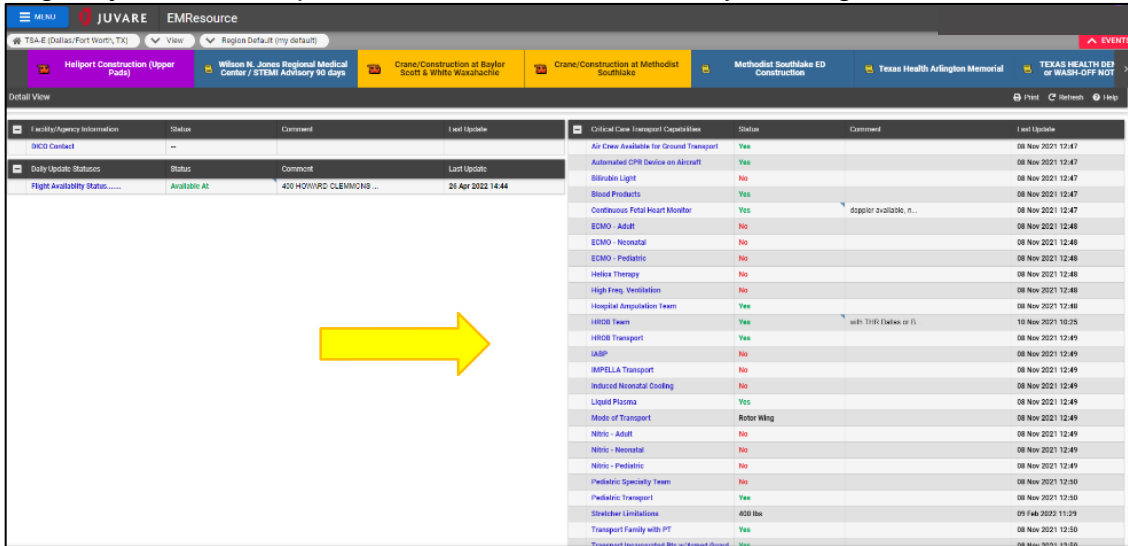 MENU JUVARE EMResource
TSA-E (Dallas/Fort Worth, TX) View Region Default (my default) EVENT
Heliport Construction (Upper Pads)
Wilson N. Jones Regional Medical Center / STEMI Advisory 90 days
Crane/Construction at Baylor Scott & White Waxahachie
Crane/Construction at Methodist Southlake
Methodist Southlake ED Construction
Texas Health Arlington Memorial
TEXAS HEALTH DEN or WASH-OFF NOT
Detail View Print Refresh Help
Facility/Agency Information Status Comment Last Update
DICO Contact --
Daily Update Statuses Status Comment Last Update
Flight Availablity Status....... Available At 400 HOWARD CLEMMONS ... 26 Apr 2022 14:44
Critical Care Transport Capabilities Status Comment Last Update
Air Crew Available for Ground Transport Yes 08 Nov 2021 12:47
Automated CPR Device on Aircraft Yes 08 Nov 2021 12:47
Bilirubin Light No 08 Nov 2021 12:47
Blood Products Yes 08 Nov 2021 12:47
Continuous Fetal Heart Monitor Yes doppler available, n... 08 Nov 2021 12:47
ECMO - Adult No 08 Nov 2021 12:48
ECMO - Neonatal No 08 Nov 2021 12:48
ECMO - Pediatric No 08 Nov 2021 12:48
Heliox Therapy No 08 Nov 2021 12:48
High Freq. Ventilation No 08 Nov 2021 12:48
Hospital Amputation Team Yes 08 Nov 2021 12:48
HROB Team Yes with THR Dallas or B 10 Nov 2021 10:25
HROB Transport Yes 08 Nov 2021 12:49
IABP No 08 Nov 2021 12:49
IMPELLA Transport No 08 Nov 2021 12:49
Induced Neonatal Cooling No 08 Nov 2021 12:49
Liquid Plasma Yes 08 Nov 2021 12:49
Mode of Transport Rotor Wing 08 Nov 2021 12:49
Nitric - Adult No 08 Nov 2021 12:49
Nitric - Neonatal No 08 Nov 2021 12:49
Nitric - Pediatric No 08 Nov 2021 12:49
Pediatric Specialty Team No 08 Nov 2021 12:50
Pediatric Transport Yes 08 Nov 2021 12:50
Stretcher Limitations 400 lbs 09 Feb 2022 11:29
Transport Family with PT Yes 08 Nov 2021 12:50
Transport Incarcerated Pts w/Armed Guard Yes 08 Nov 2021 12:50